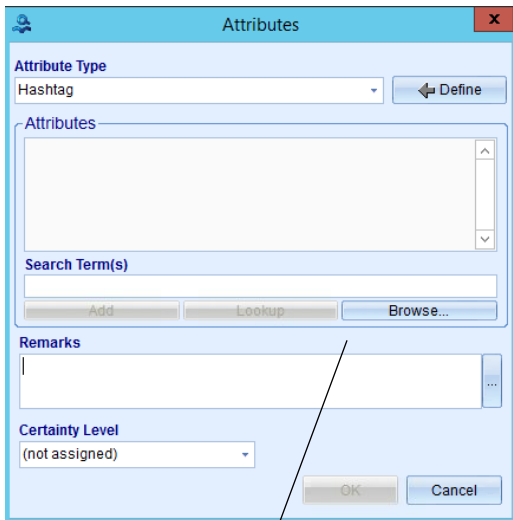 Attributes
x
Attribute Type
Hashtag
Define
Attributes
Search Term(s)
Add
Lookup
Browse...
Remarks
...
Certainty Level
(not assigned)
OK
Cancel